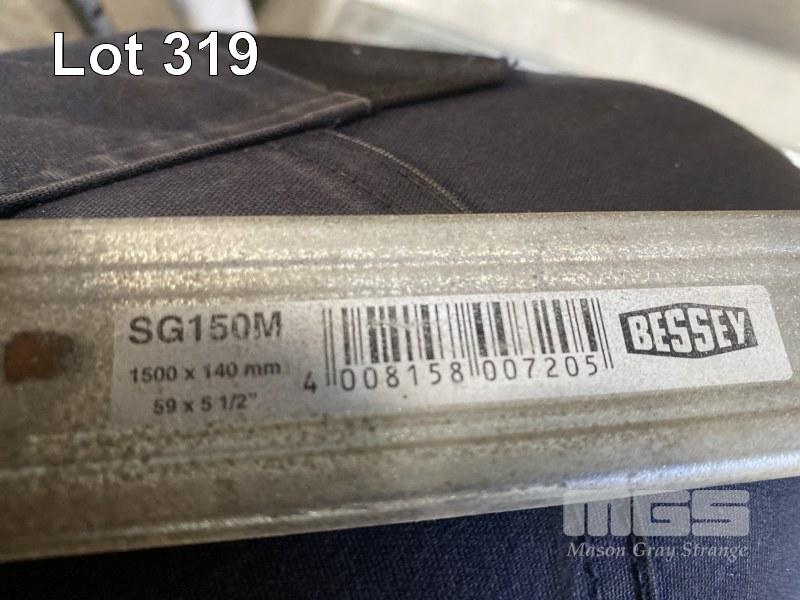 Lot 319
SG150M
1500 x 140 mm
59 x 5 1/2"
4 008158 007205
BESSEY
MGS
Mason Gray Strange